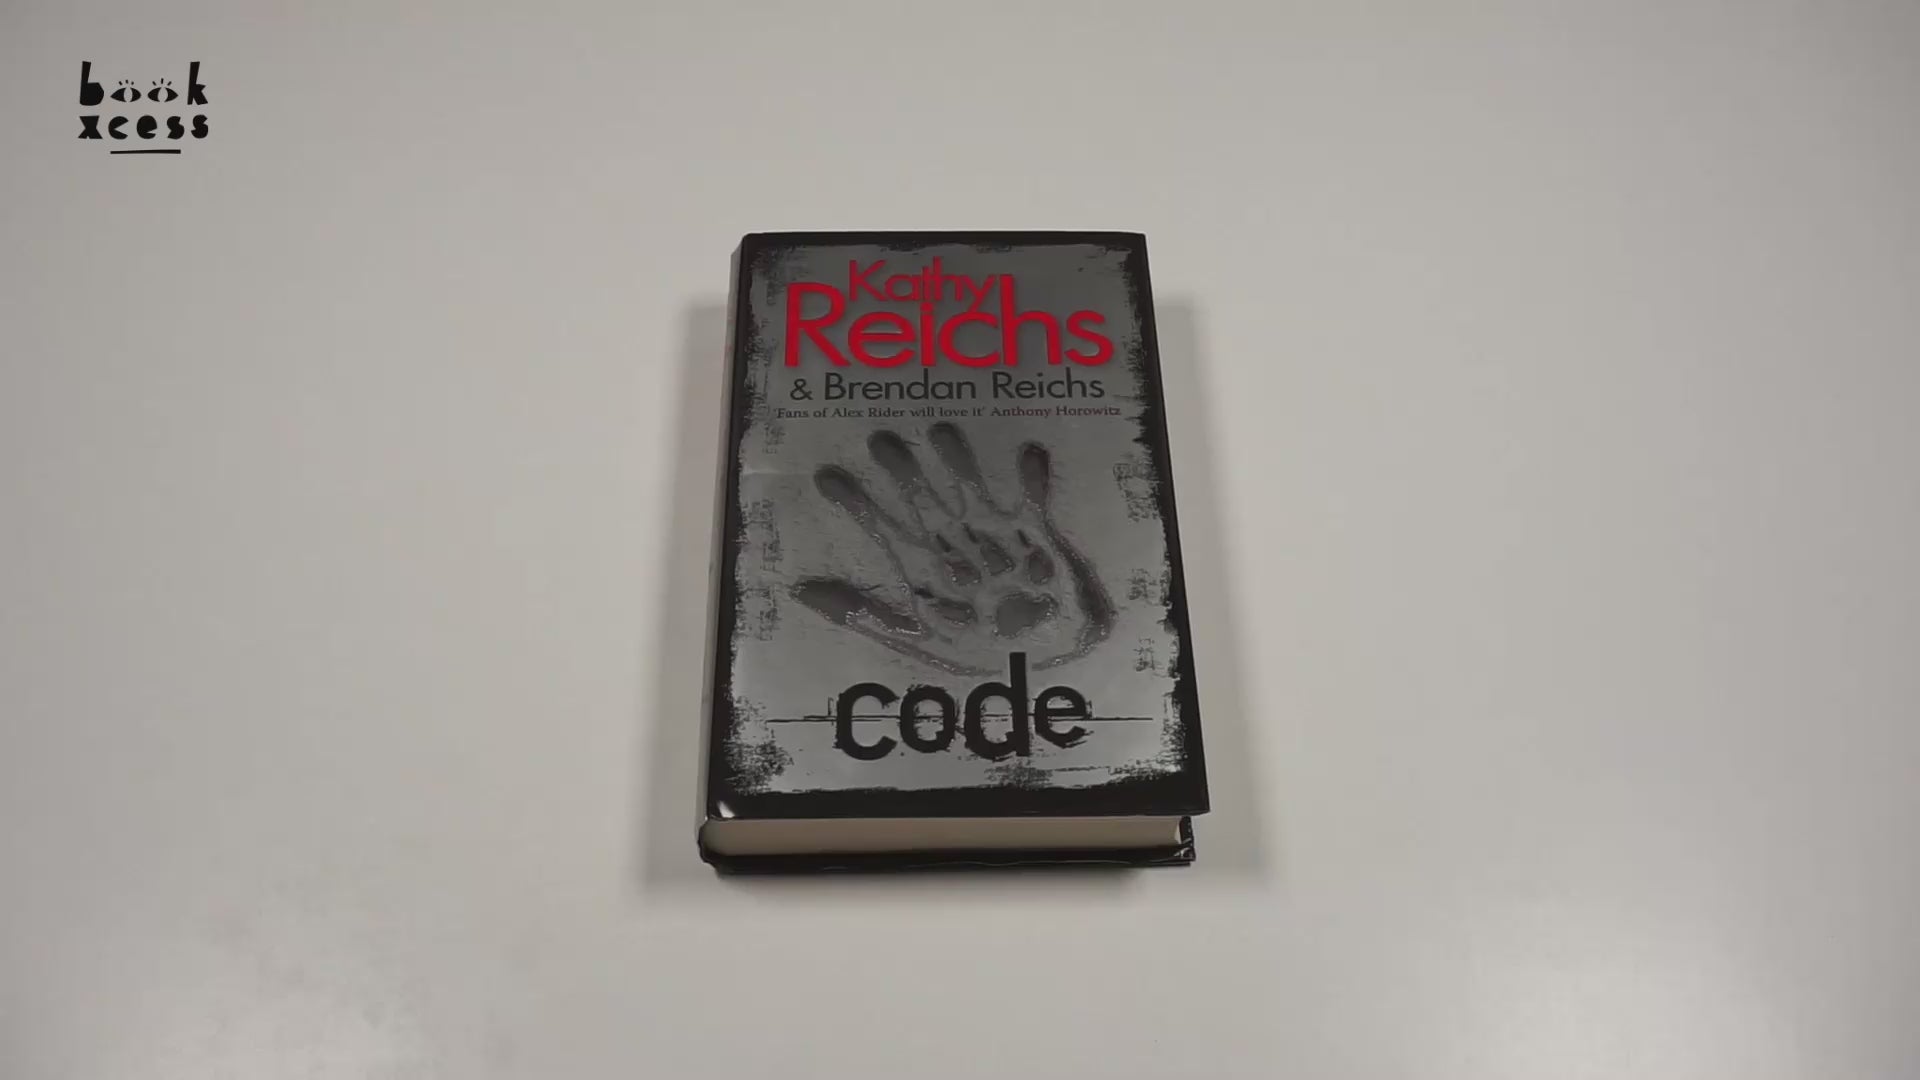 book
xcess
Kathy
Reichs
& Brendan Reichs
'Fans of Alex Rider will love it' Anthony Horowitz
code